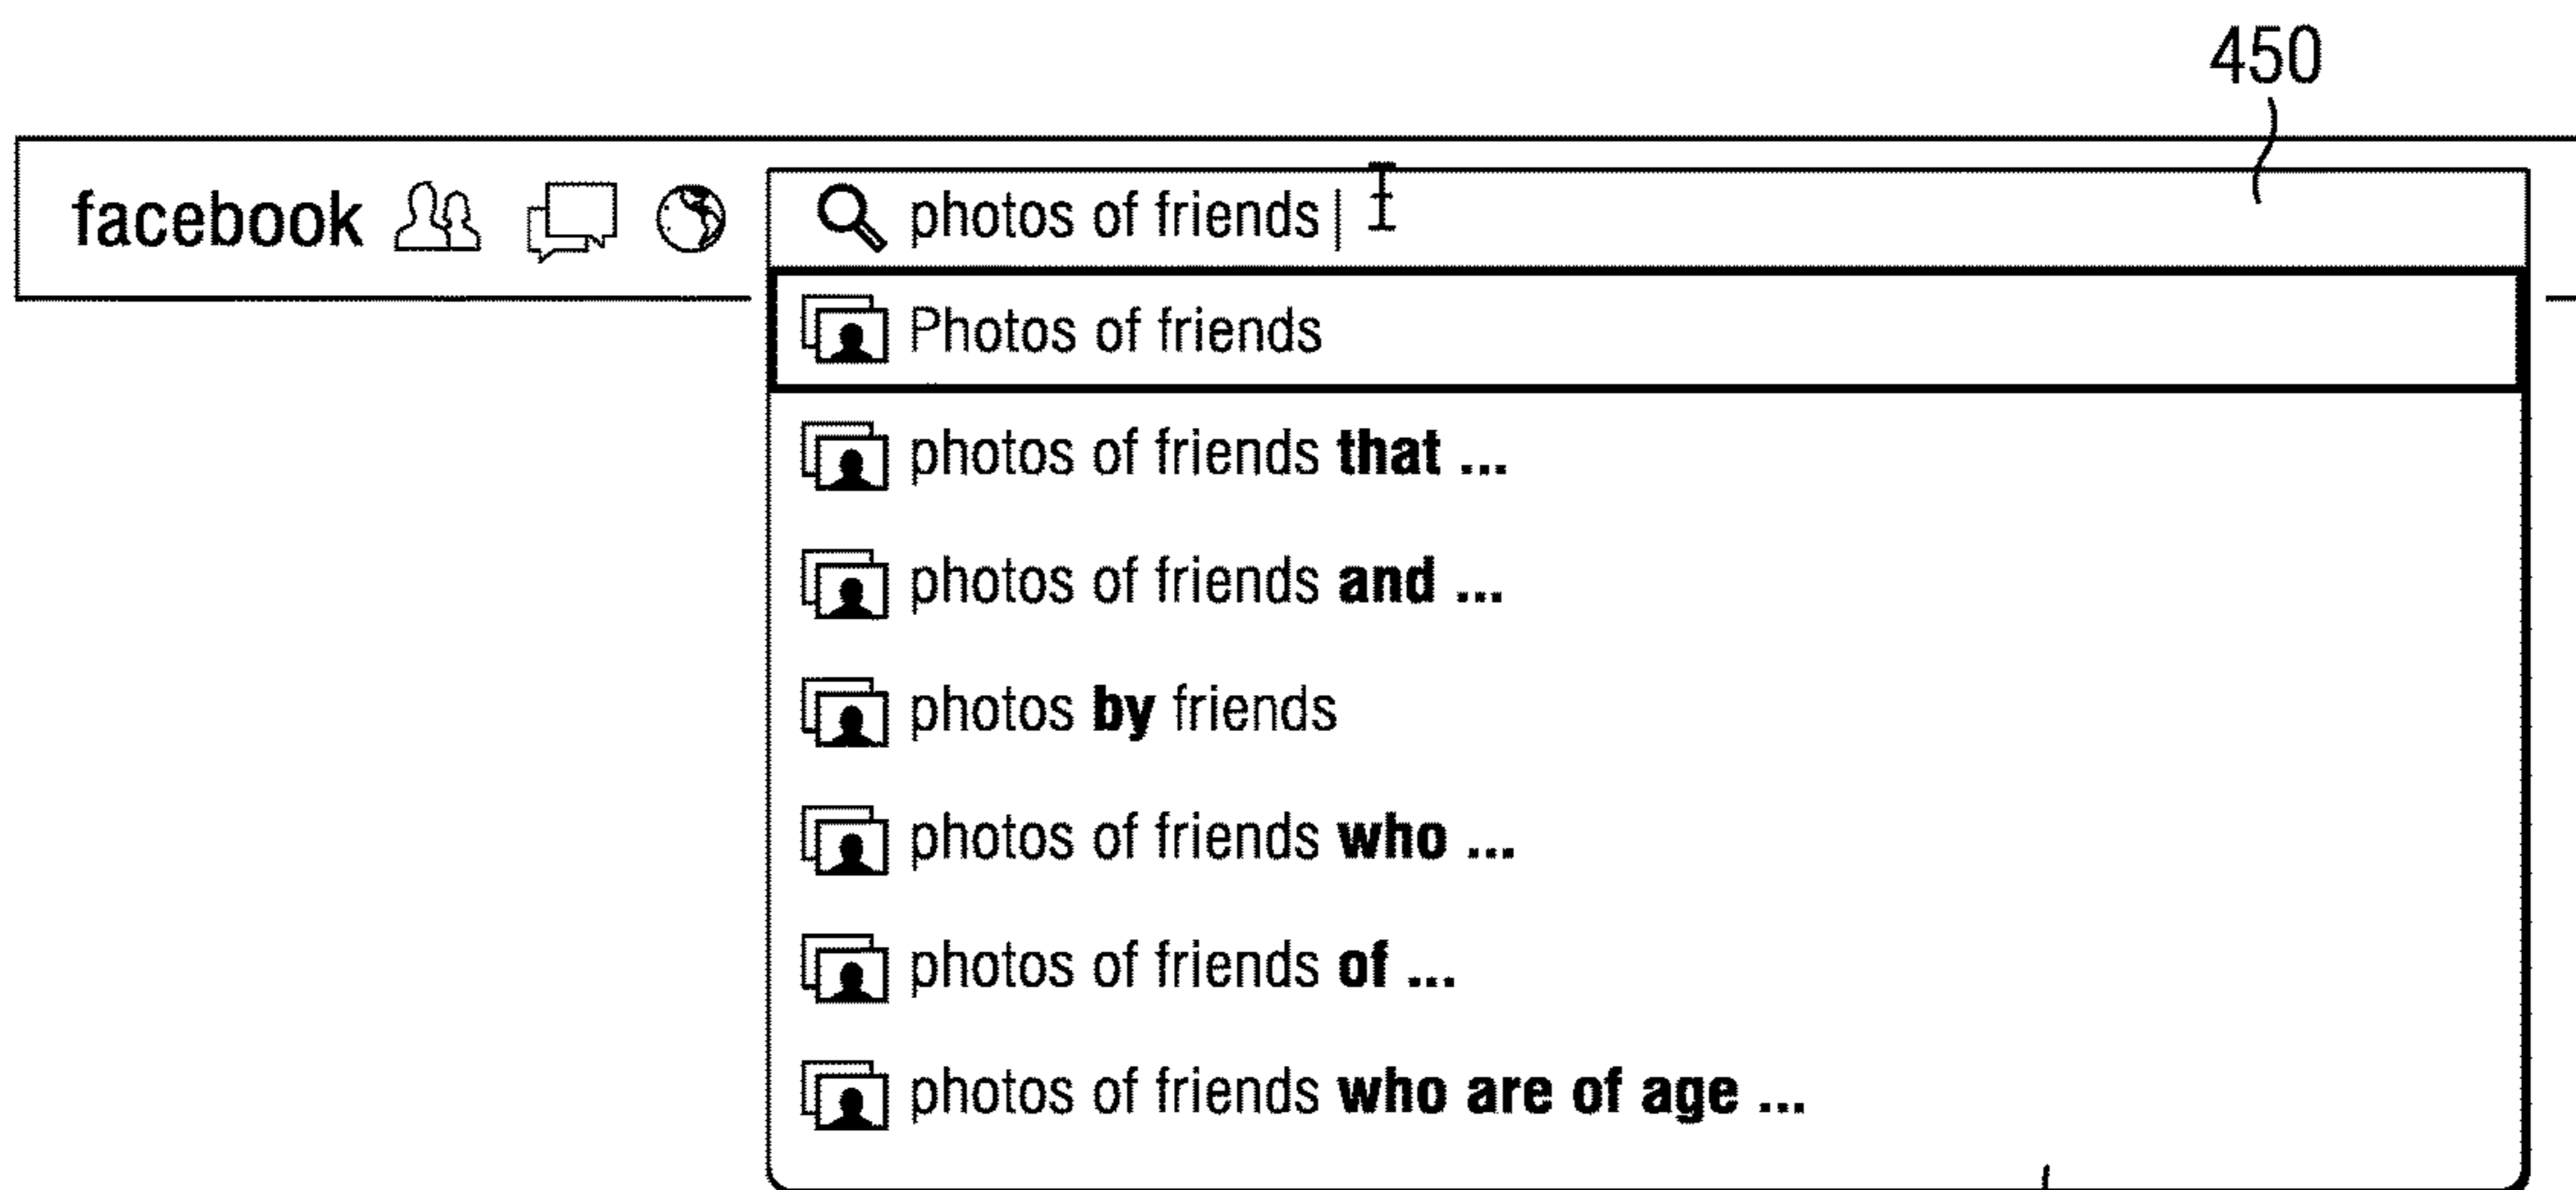 450
facebook photos of friends
Photos of friends
photos of friends that ...
photos of friends and ...
photos by friends
photos of friends who ...
photos of friends of ...
photos of friends who are of age ...